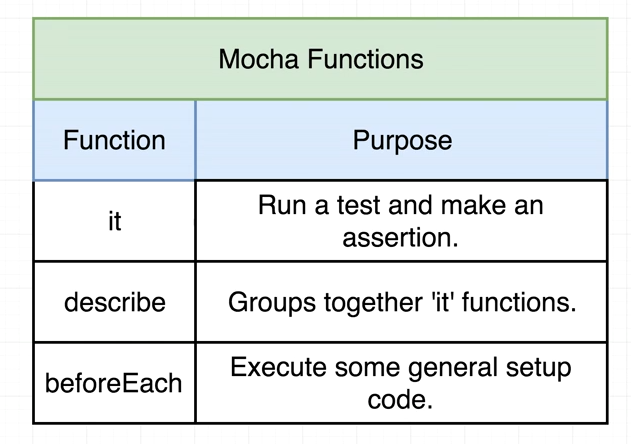 Mocha Functions
Function
Purpose
it
Run a test and make an
assertion.
describe
Groups together 'it' functions.
beforeEach
Execute some general setup
code.